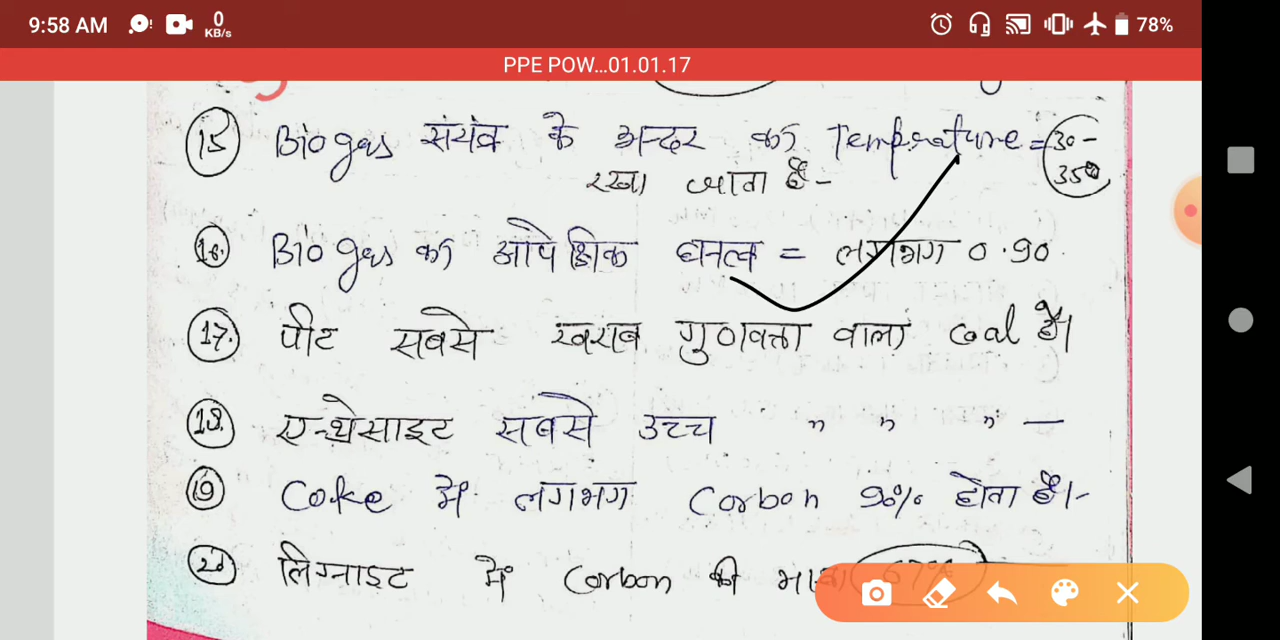 9:58 AM 0 KB/s 78%
PPE POW...01.01.17
15 Biogas संयंत्र के अन्दर का Temperature = 30-35°
रखा जाता है -
16. Biogas का आपेक्षिक घनत्व = लगभग 0.90
17. पीट सबसे खराब गुणवत्ता वाला Coal है।
18. एन्थ्रेसाइट सबसे उच्च " " " —
19 Coke में लगभग Carbon 90% होता है।-
20 लिग्नाइट में Carbon की